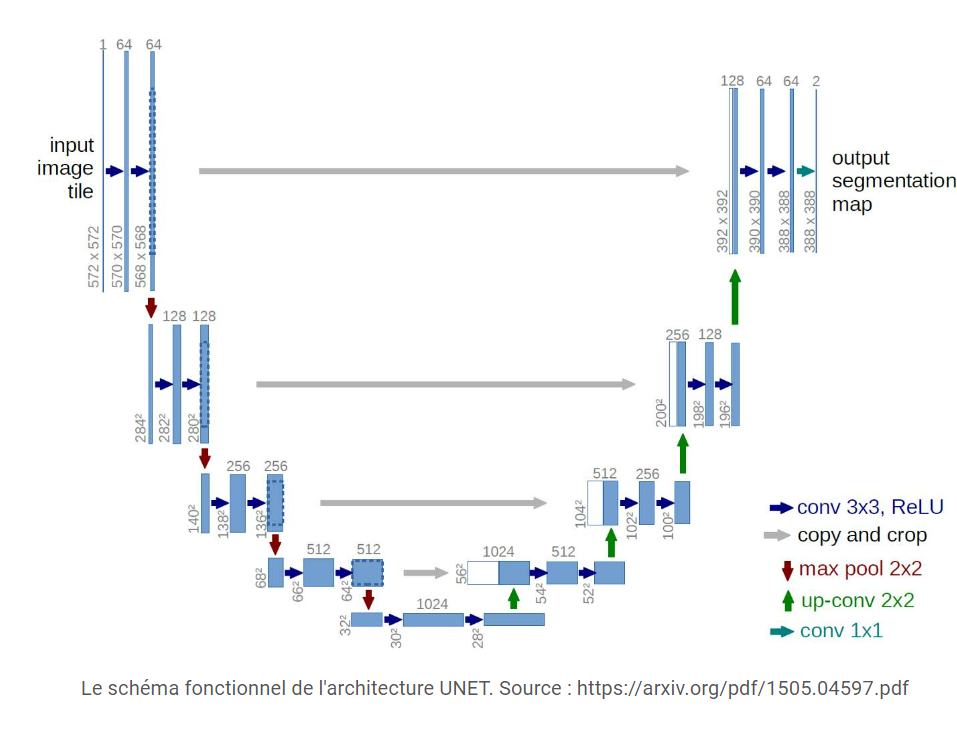 1 64 64
input
image
tile
572 x 572
570 x 570
568 x 568
128 64 64 2
output
segmentation
map
392 x 392
390 x 390
388 x 388
388 x 388
128 128
284²
282²
280²
256 128
200²
198²
196²
256 256
140²
138²
136²
512 256
104²
102²
100²
512 512
68²
66²
64²
1024 512
56²
54²
52²
1024
32²
30²
28²
conv 3x3, ReLU
copy and crop
max pool 2x2
up-conv 2x2
conv 1x1
Le schéma fonctionnel de l'architecture UNET. Source : https://arxiv.org/pdf/1505.04597.pdf